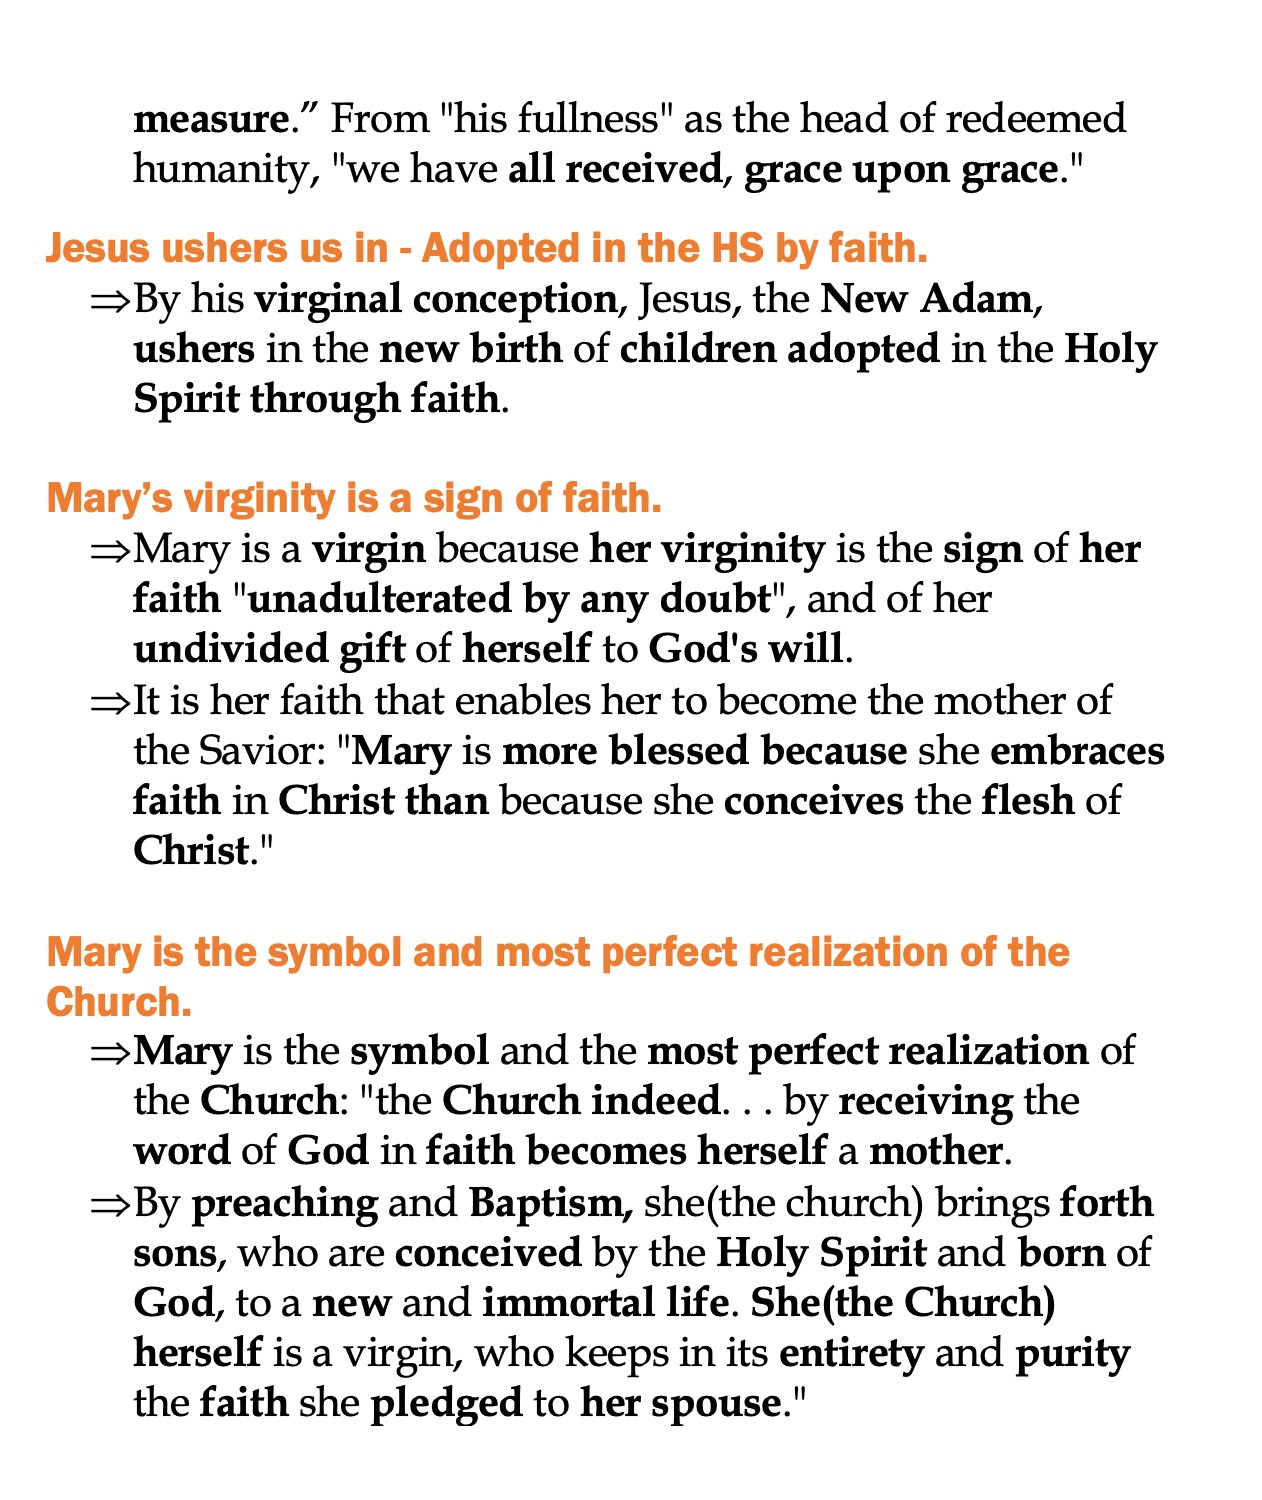 measure.” From "his fullness" as the head of redeemed
humanity, "we have all received, grace upon grace."
Jesus ushers us in - Adopted in the HS by faith.
⇒By his virginal conception, Jesus, the New Adam,
ushers in the new birth of children adopted in the Holy
Spirit through faith.
Mary’s virginity is a sign of faith.
⇒Mary is a virgin because her virginity is the sign of her
faith "unadulterated by any doubt", and of her
undivided gift of herself to God's will.
⇒It is her faith that enables her to become the mother of
the Savior: "Mary is more blessed because she embraces
faith in Christ than because she conceives the flesh of
Christ."
Mary is the symbol and most perfect realization of the
Church.
⇒Mary is the symbol and the most perfect realization of
the Church: "the Church indeed. . . by receiving the
word of God in faith becomes herself a mother.
⇒By preaching and Baptism, she(the church) brings forth
sons, who are conceived by the Holy Spirit and born of
God, to a new and immortal life. She(the Church)
herself is a virgin, who keeps in its entirety and purity
the faith she pledged to her spouse."